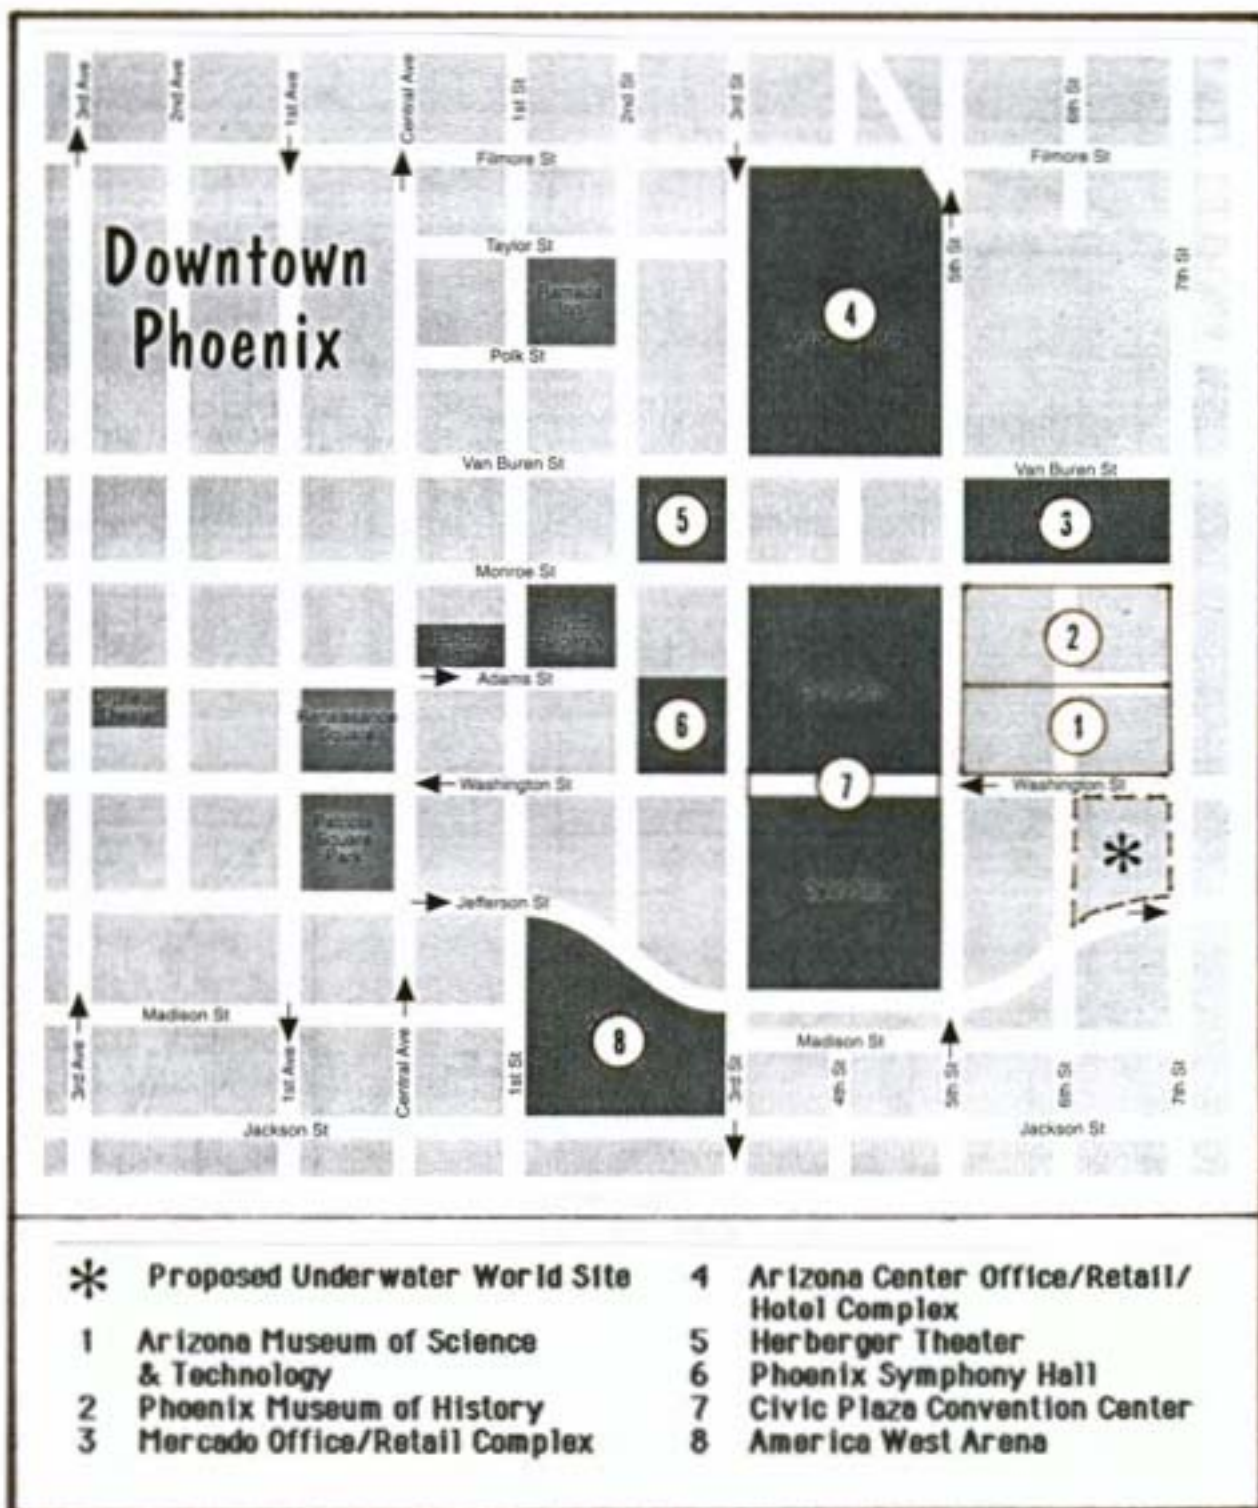 3rd Ave
2nd Ave
1st Ave
Central Ave
1st St
2nd St
3rd St
6th St
Filmore St
Filmore St
Downtown
Phoenix
Taylor St
5th St
7th St
Ramada
4
Polk St
Van Buren St
Van Buren St
5
3
Monroe St
2
Adams St
Renaissance
Square
6
1
Washington St
7
Washington St
Square
Park
*
Jefferson St
Madison St
8
Madison St
3rd Ave
1st Ave
Central Ave
1st St
3rd St
4th St
5th St
6th St
7th St
Jackson St
Jackson St
* Proposed Underwater World Site
1 Arizona Museum of Science
& Technology
2 Phoenix Museum of History
3 Mercado Office/Retail Complex
4 Arizona Center Office/Retail/
Hotel Complex
5 Herberger Theater
6 Phoenix Symphony Hall
7 Civic Plaza Convention Center
8 America West Arena